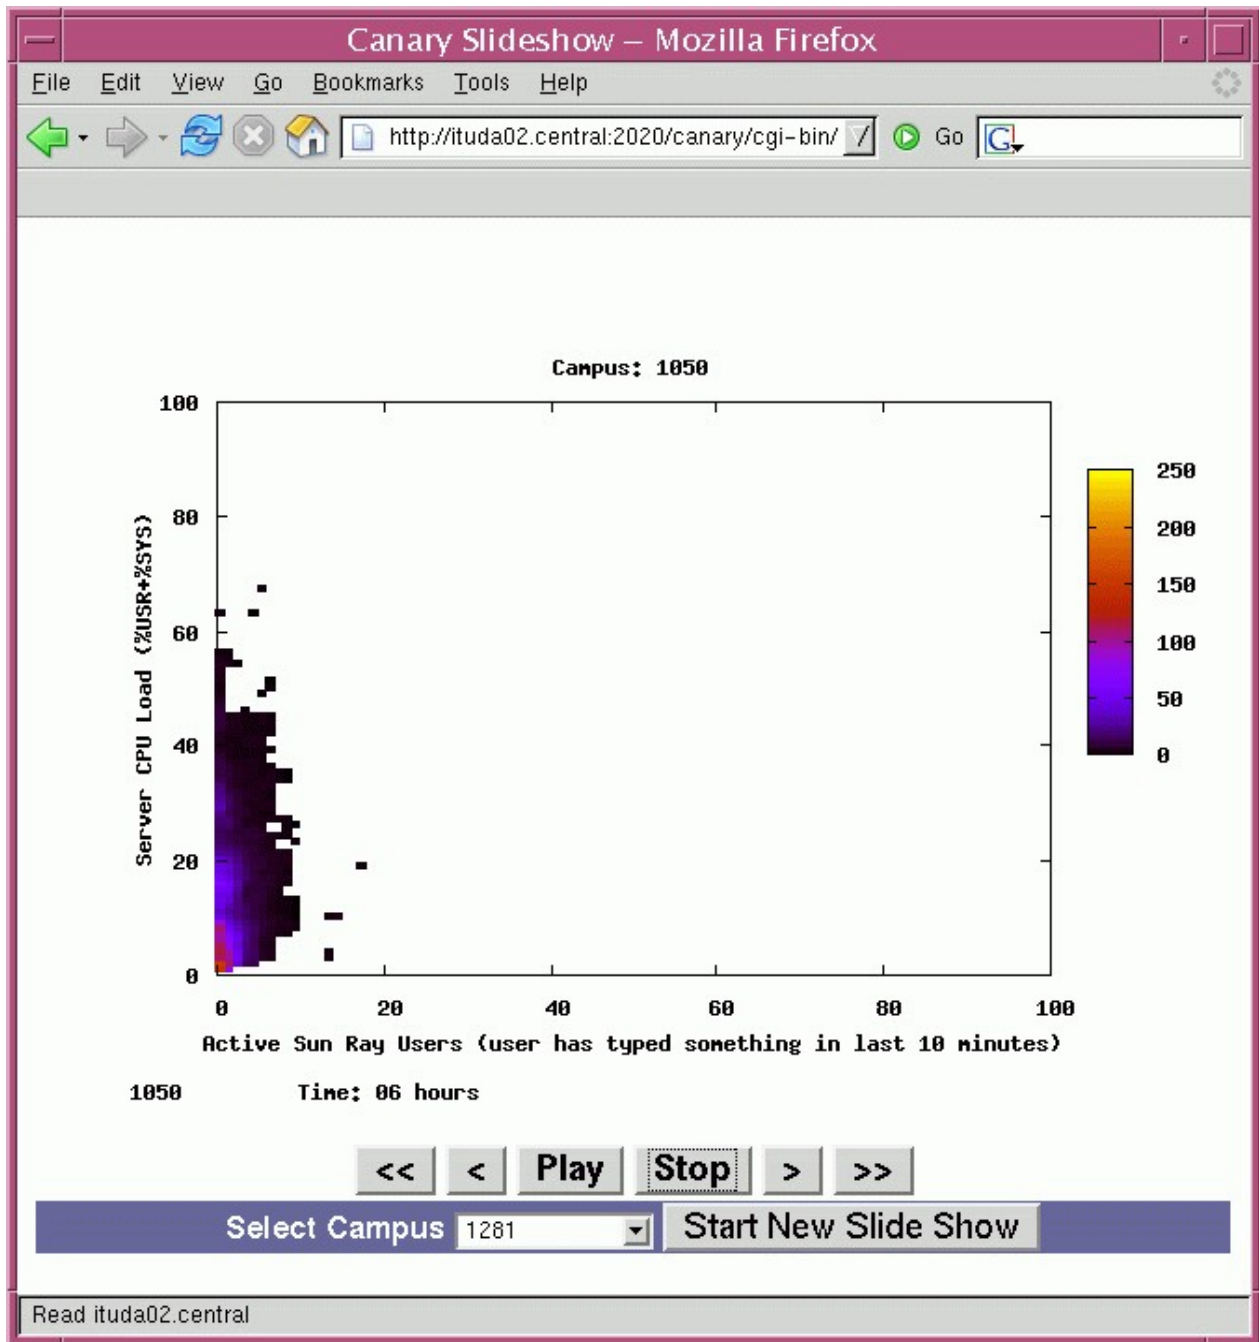 Canary Slideshow – Mozilla Firefox
File Edit View Go Bookmarks Tools Help
http://ituda02.central:2020/canary/cgi-bin/ Go G
Campus: 1050
100
80
60
40
20
0
Server CPU Load (%USR+%SYS)
250
200
150
100
50
0
0 20 40 60 80 100
Active Sun Ray Users (user has typed something in last 10 minutes)
1050 Time: 06 hours
<< < Play Stop > >>
Select Campus 1281 Start New Slide Show
Read ituda02.central